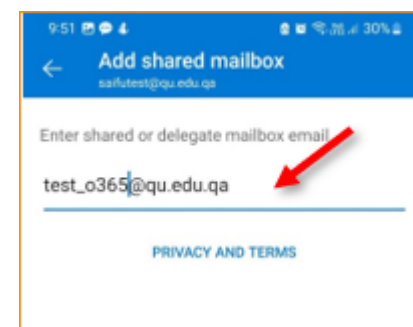 9:51 30%
Add shared mailbox
saifutest@qu.edu.qa
Enter shared or delegate mailbox email
test_o365@qu.edu.qa
PRIVACY AND TERMS